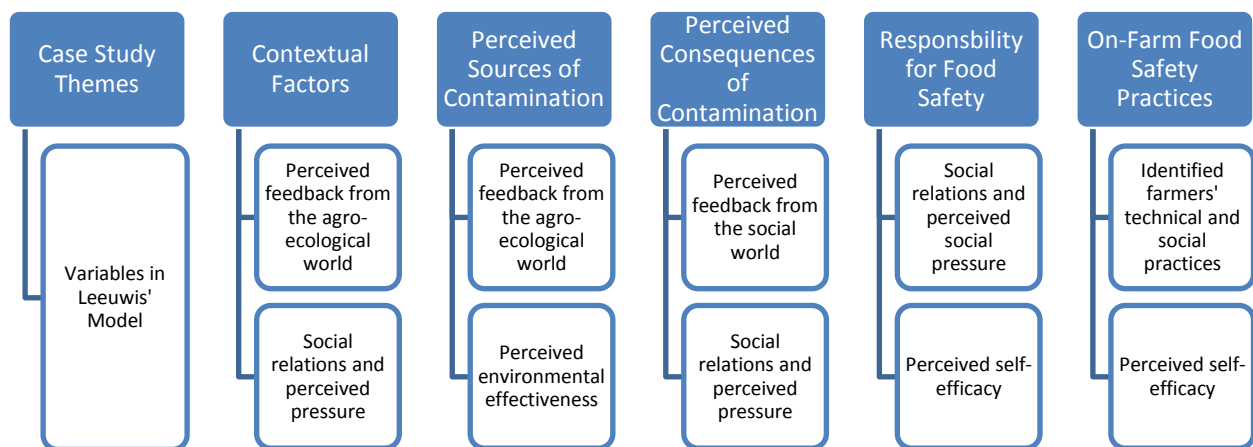 Case Study
Themes
Variables in
Leeuwis'
Model
Contextual
Factors
Perceived
feedback from
the agro-
ecological
world
Social
relations and
perceived
pressure
Perceived
Sources of
Contamination
Perceived
feedback from
the agro-
ecological
world
Perceived
environmental
effectiveness
Perceived
Consequences
of
Contamination
Perceived
feedback from
the social
world
Social
relations and
perceived
pressure
Responsbility
for Food
Safety
Social
relations and
perceived
social
pressure
Perceived self-
efficacy
On-Farm Food
Safety
Practices
Identified
farmers'
technical and
social
practices
Perceived self-
efficacy